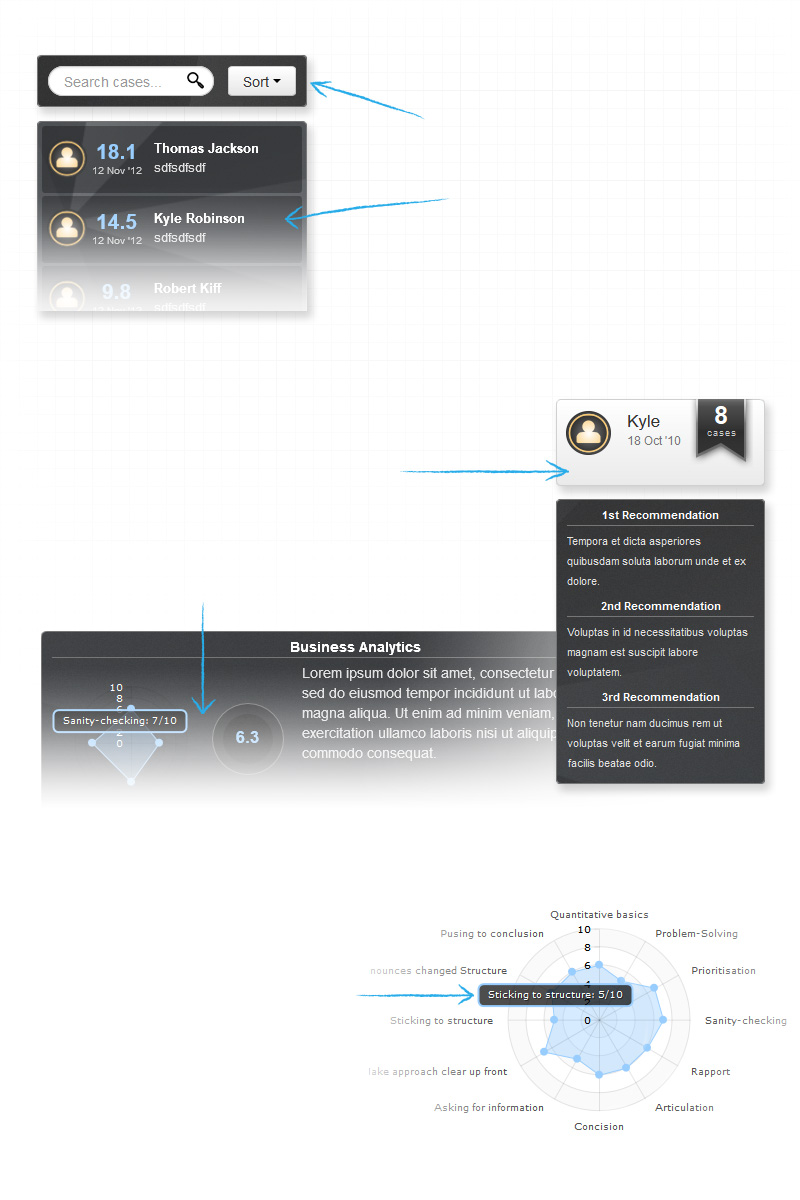 Search cases...
Sort
18.1
Thomas Jackson
12 Nov '12
sdfsdfsdf
14.5
Kyle Robinson
12 Nov '12
sdfsdfsdf
9.8
Robert Kiff
12 Nov '12
sdfsdfsdf
Kyle
18 Oct '10
8
cases
1st Recommendation
Tempora et dicta asperiores
quibusdam soluta laborum unde et ex
dolore.
2nd Recommendation
Voluptas in id necessitatibus voluptas
magnam est suscipit labore
voluptatem.
3rd Recommendation
Non tenetur nam ducimus rem ut
voluptas velit et earum fugiat minima
facilis beatae odio.
Business Analytics
Lorem ipsum dolor sit amet, consectetur
sed do eiusmod tempor incididunt ut labo
magna aliqua. Ut enim ad minim veniam,
exercitation ullamco laboris nisi ut aliquip
commodo consequat.
10
8
Sanity-checking: 7/10
2
0
6.3
Quantitative basics
Pusing to conclusion
Problem-Solving
nounces changed Structure
Prioritisation
Sticking to structure: 5/10
Sticking to structure
Sanity-checking
ake approach clear up front
Rapport
Asking for information
Articulation
Concision
10
8
6
0